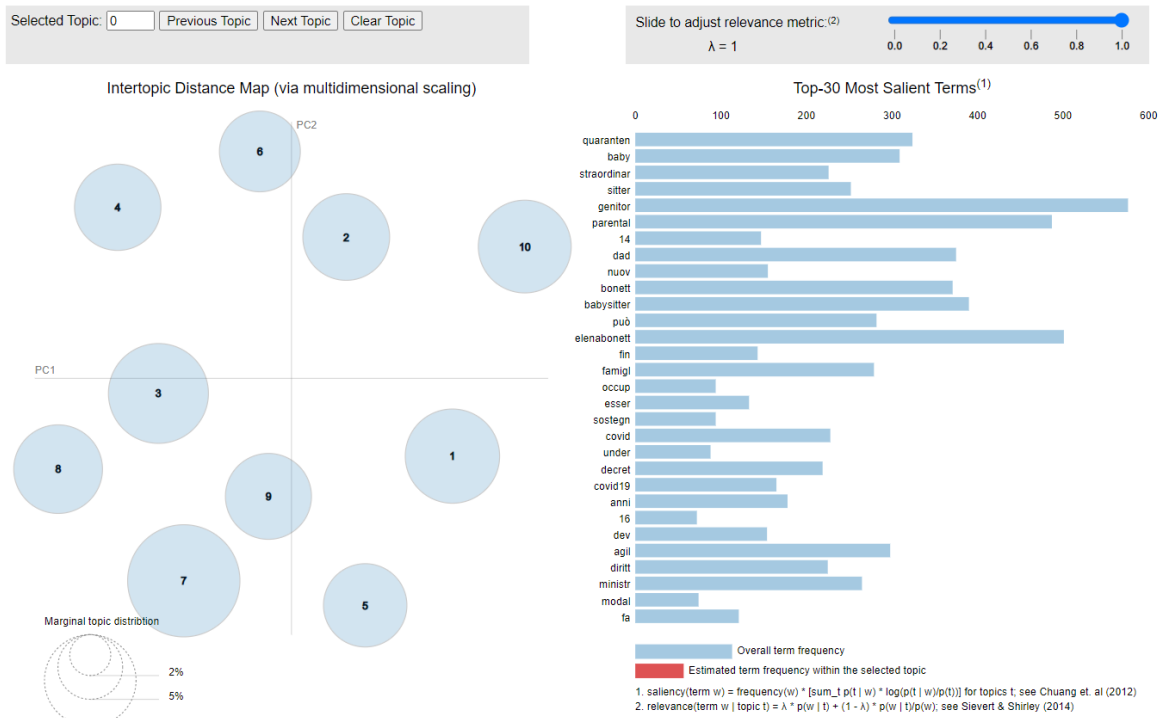 Selected Topic: 0 Previous Topic Next Topic Clear Topic
Slide to adjust relevance metric:(2)
λ = 1
0.0 0.2 0.4 0.6 0.8 1.0
Intertopic Distance Map (via multidimensional scaling)
PC2
PC1
6
4
2
10
3
1
8
9
7
5
Marginal topic distribtion
2%
5%
Top-30 Most Salient Terms(1)
0 100 200 300 400 500 600
quaranten
baby
straordinar
sitter
genitor
parental
14
dad
nuov
bonett
babysitter
può
elenabonett
fin
famigl
occup
esser
sostegn
covid
under
decret
covid19
anni
16
dev
agil
diritt
ministr
modal
fa
Overall term frequency
Estimated term frequency within the selected topic
1. saliency(term w) = frequency(w) * [sum_t p(t | w) * log(p(t | w)/p(t))] for topics t; see Chuang et. al (2012)
2. relevance(term w | topic t) = λ * p(w | t) + (1 - λ) * p(w | t)/p(w); see Sievert & Shirley (2014)